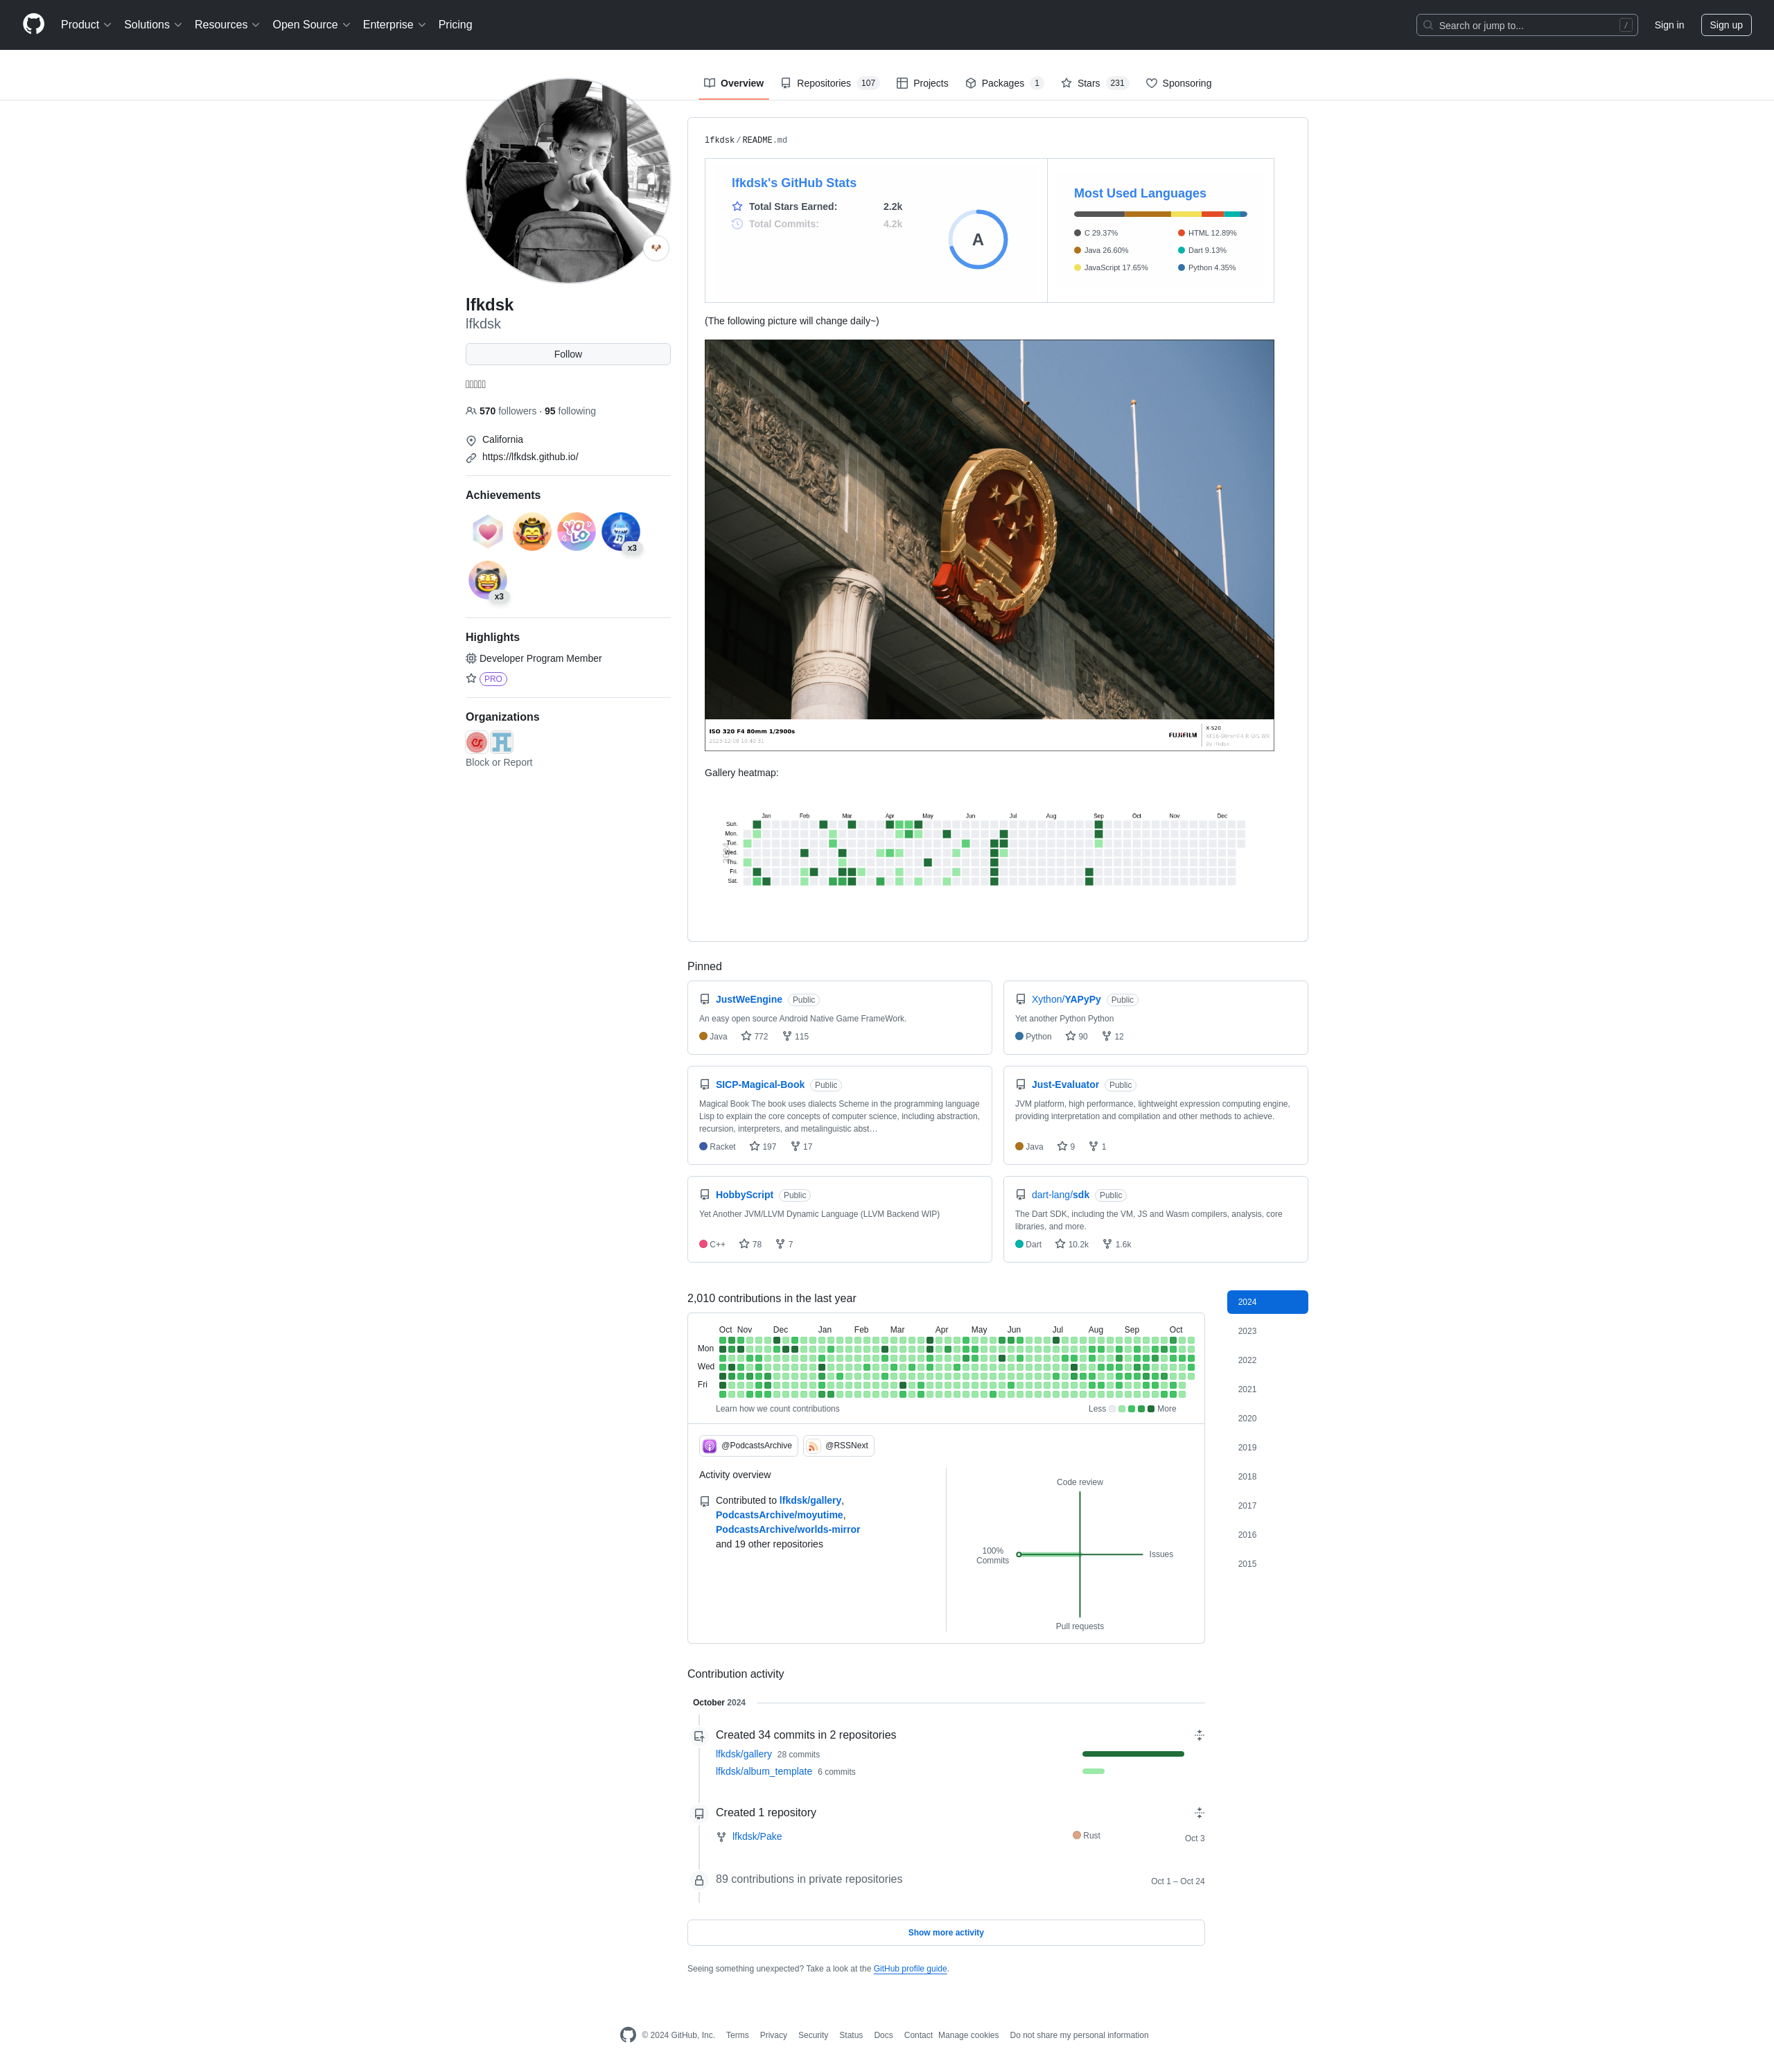 Product Solutions Resources Open Source Enterprise Pricing Search or jump to... / Sign in Sign up
Overview Repositories 107 Projects Packages 1 Stars 231 Sponsoring
lfkdsk
lfkdsk
Follow
570 followers · 95 following
California
https://lfkdsk.github.io/
Achievements
YOLO
x3
x3
Highlights
Developer Program Member
PRO
Organizations
Block or Report
lfkdsk/README.md
lfkdsk's GitHub Stats
Total Stars Earned: 2.2k
Total Commits: 4.2k
A
Most Used Languages
C 29.37% HTML 12.89%
Java 26.60% Dart 9.13%
JavaScript 17.65% Python 4.35%
(The following picture will change daily~)
ISO 320 F4 80mm 1/2900s
FUJIFILM
Gallery heatmap:
Jan Feb Mar Apr May Jun Jul Aug Sep Oct Nov Dec
Sun.
Mon.
Tue.
Wed.
Thu.
Fri.
Sat.
Pinned
JustWeEngine Public
An easy open source Android Native Game FrameWork.
Java 772 115
Xython/YAPyPy Public
Yet another Python Python
Python 90 12
SICP-Magical-Book Public
Magical Book The book uses dialects Scheme in the programming language
Lisp to explain the core concepts of computer science, including abstraction,
recursion, interpreters, and metalinguistic abst…
Racket 197 17
Just-Evaluator Public
JVM platform, high performance, lightweight expression computing engine,
providing interpretation and compilation and other methods to achieve.
Java 9 1
HobbyScript Public
Yet Another JVM/LLVM Dynamic Language (LLVM Backend WIP)
C++ 78 7
dart-lang/sdk Public
The Dart SDK, including the VM, JS and Wasm compilers, analysis, core
libraries, and more.
Dart 10.2k 1.6k
2,010 contributions in the last year
Oct Nov Dec Jan Feb Mar Apr May Jun Jul Aug Sep Oct
Mon
Wed
Fri
Learn how we count contributions Less More
@PodcastsArchive @RSSNext
Activity overview
Contributed to lfkdsk/gallery,
PodcastsArchive/moyutime,
PodcastsArchive/worlds-mirror
and 19 other repositories
Code review
100%
Commits
Issues
Pull requests
2024
2023
2022
2021
2020
2019
2018
2017
2016
2015
Contribution activity
October 2024
Created 34 commits in 2 repositories
lfkdsk/gallery 28 commits
lfkdsk/album_template 6 commits
Created 1 repository
lfkdsk/Pake Rust Oct 3
89 contributions in private repositories Oct 1 – Oct 24
Show more activity
Seeing something unexpected? Take a look at the GitHub profile guide.
© 2024 GitHub, Inc. Terms Privacy Security Status Docs Contact Manage cookies Do not share my personal information